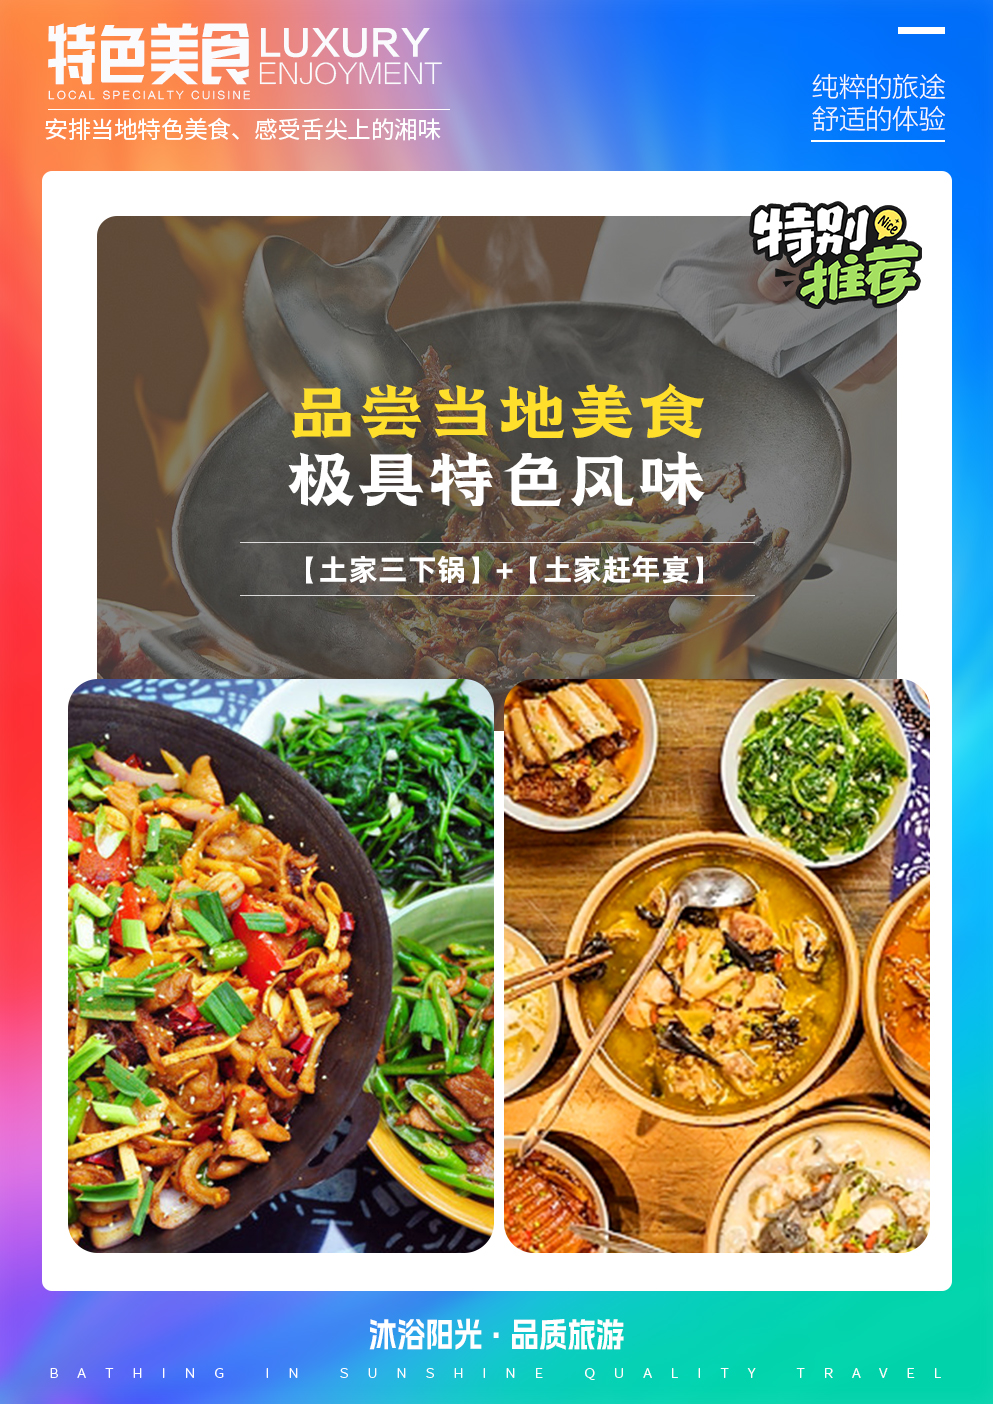 特色美食
LUXURY
ENJOYMENT
LOCAL SPECIALTY CUISINE
安排当地特色美食、感受舌尖上的湘味
纯粹的旅途
舒适的体验
特别
Nice
推荐
品尝当地美食
极具特色风味
【土家三下锅】+【土家赶年宴】
沐浴阳光·品质旅游
BATHING IN SUNSHINE QUALITY TRAVEL